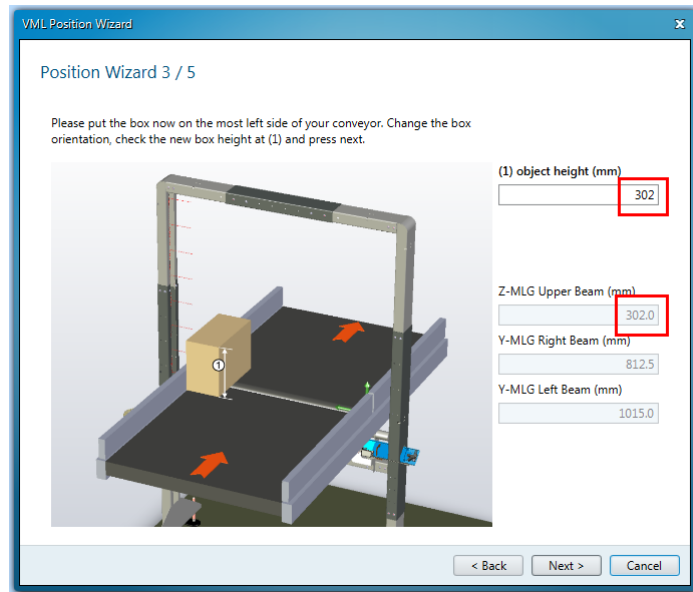 VML Position Wizard
x
Position Wizard 3 / 5
Please put the box now on the most left side of your conveyor. Change the box
orientation, check the new box height at (1) and press next.
(1) object height (mm)
302
1
Z-MLG Upper Beam (mm)
302.0
Y-MLG Right Beam (mm)
812.5
Y-MLG Left Beam (mm)
1015.0
< Back
Next >
Cancel